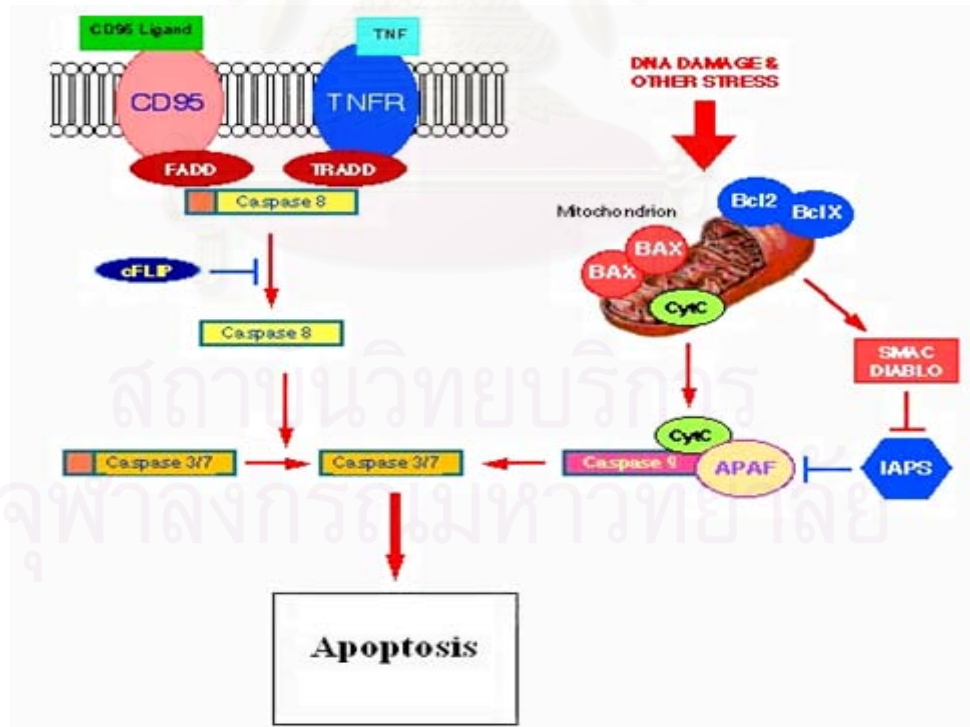 CD95 Ligand
TNF
CD95
TNFR
FADD
TRADD
Caspase 8
cFLIP
Caspase 8
Caspase 3/7
Caspase 3/7
DNA DAMAGE &
OTHER STRESS
Mitochondrion
Bcl2
BclX
BAX
BAX
CytC
SMAC
DIABLO
CytC
Caspase 9
APAF
IAPS
Apoptosis
สถาบันวิทยบริการ
จุฬาลงกรณ์มหาวิทยาลัย